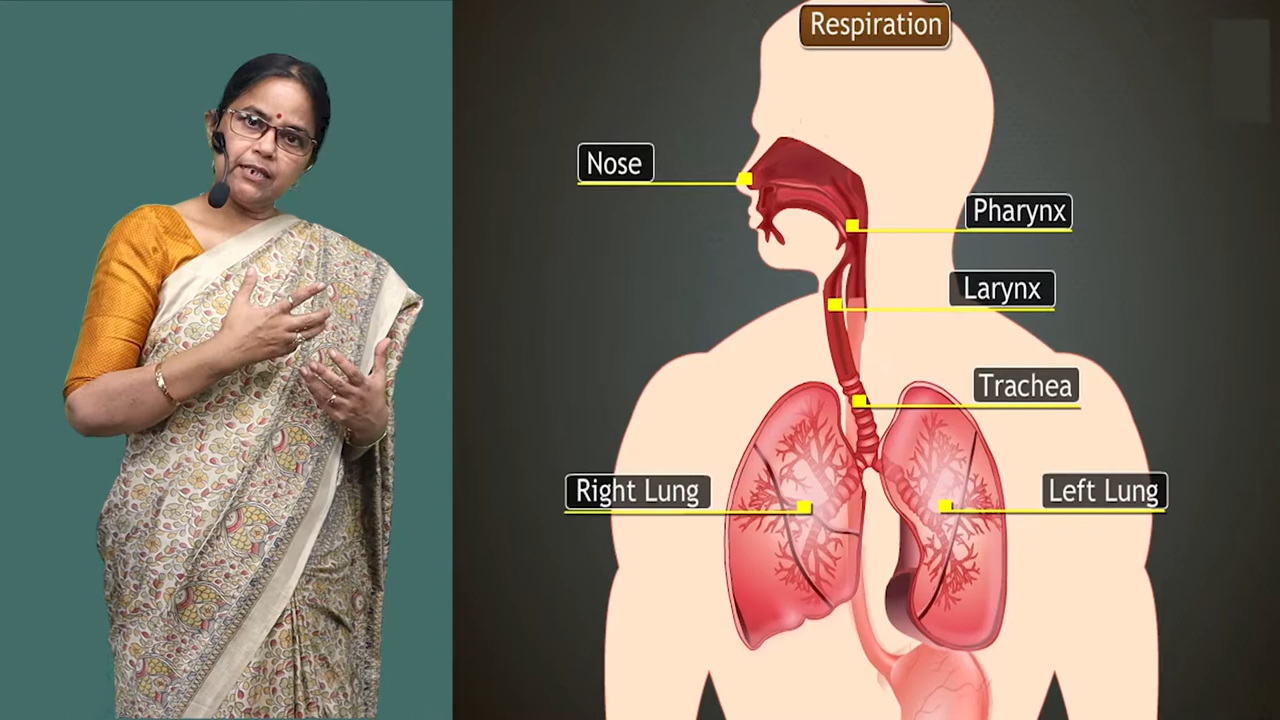 Respiration
Nose
Pharynx
Larynx
Trachea
Right Lung
Left Lung